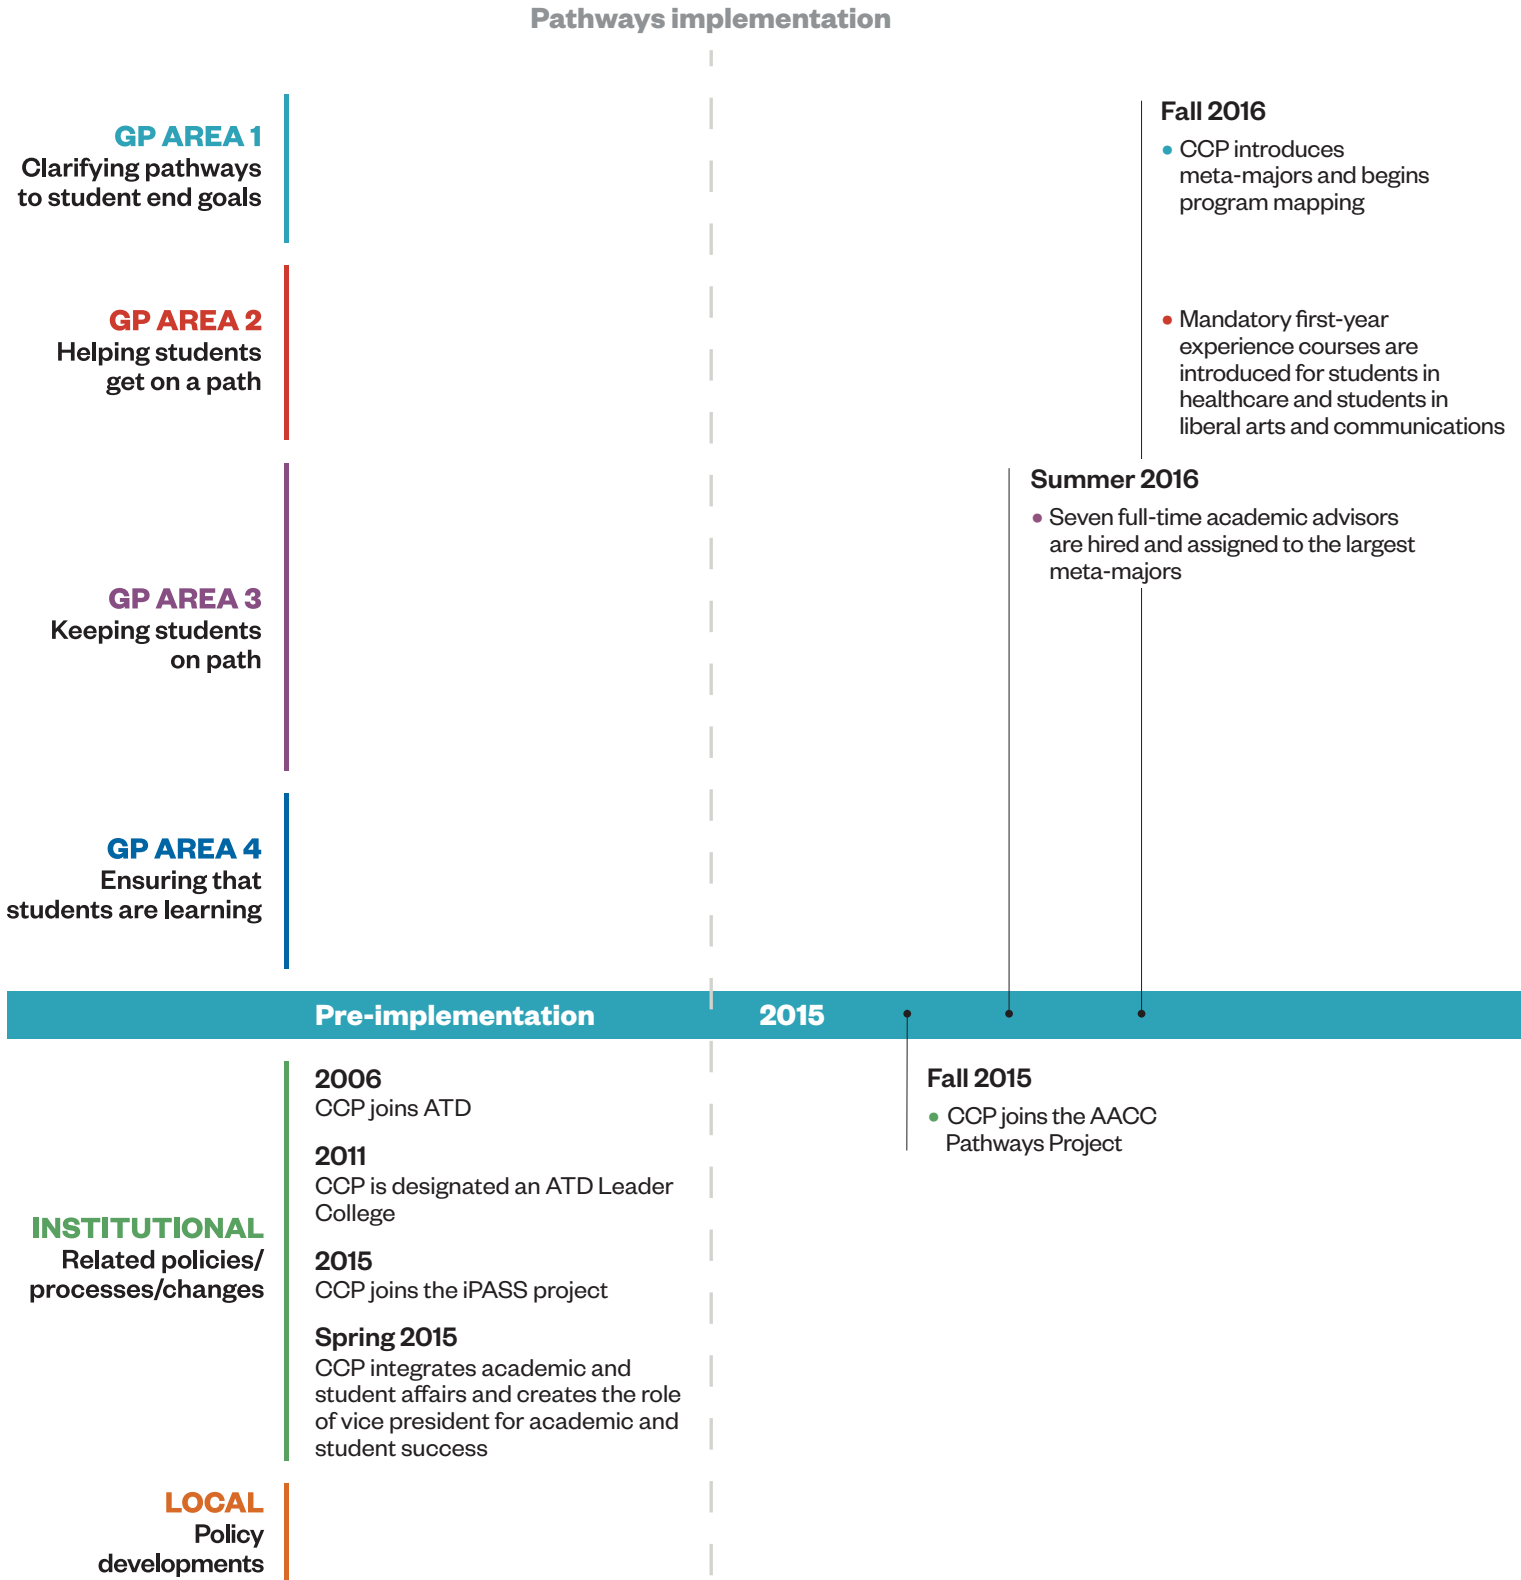 Pathways implementation
GP AREA 1
Clarifying pathways
to student end goals
Fall 2016
• CCP introduces
meta-majors and begins
program mapping
GP AREA 2
Helping students
get on a path
• Mandatory first-year
experience courses are
introduced for students in
healthcare and students in
liberal arts and communications
GP AREA 3
Keeping students
on path
Summer 2016
• Seven full-time academic advisors
are hired and assigned to the largest
meta-majors
GP AREA 4
Ensuring that
students are learning
Pre-implementation
2015
INSTITUTIONAL
Related policies/
processes/changes
2006
CCP joins ATD
2011
CCP is designated an ATD Leader
College
2015
CCP joins the iPASS project
Spring 2015
CCP integrates academic and
student affairs and creates the role
of vice president for academic and
student success
Fall 2015
• CCP joins the AACC
Pathways Project
LOCAL
Policy
developments